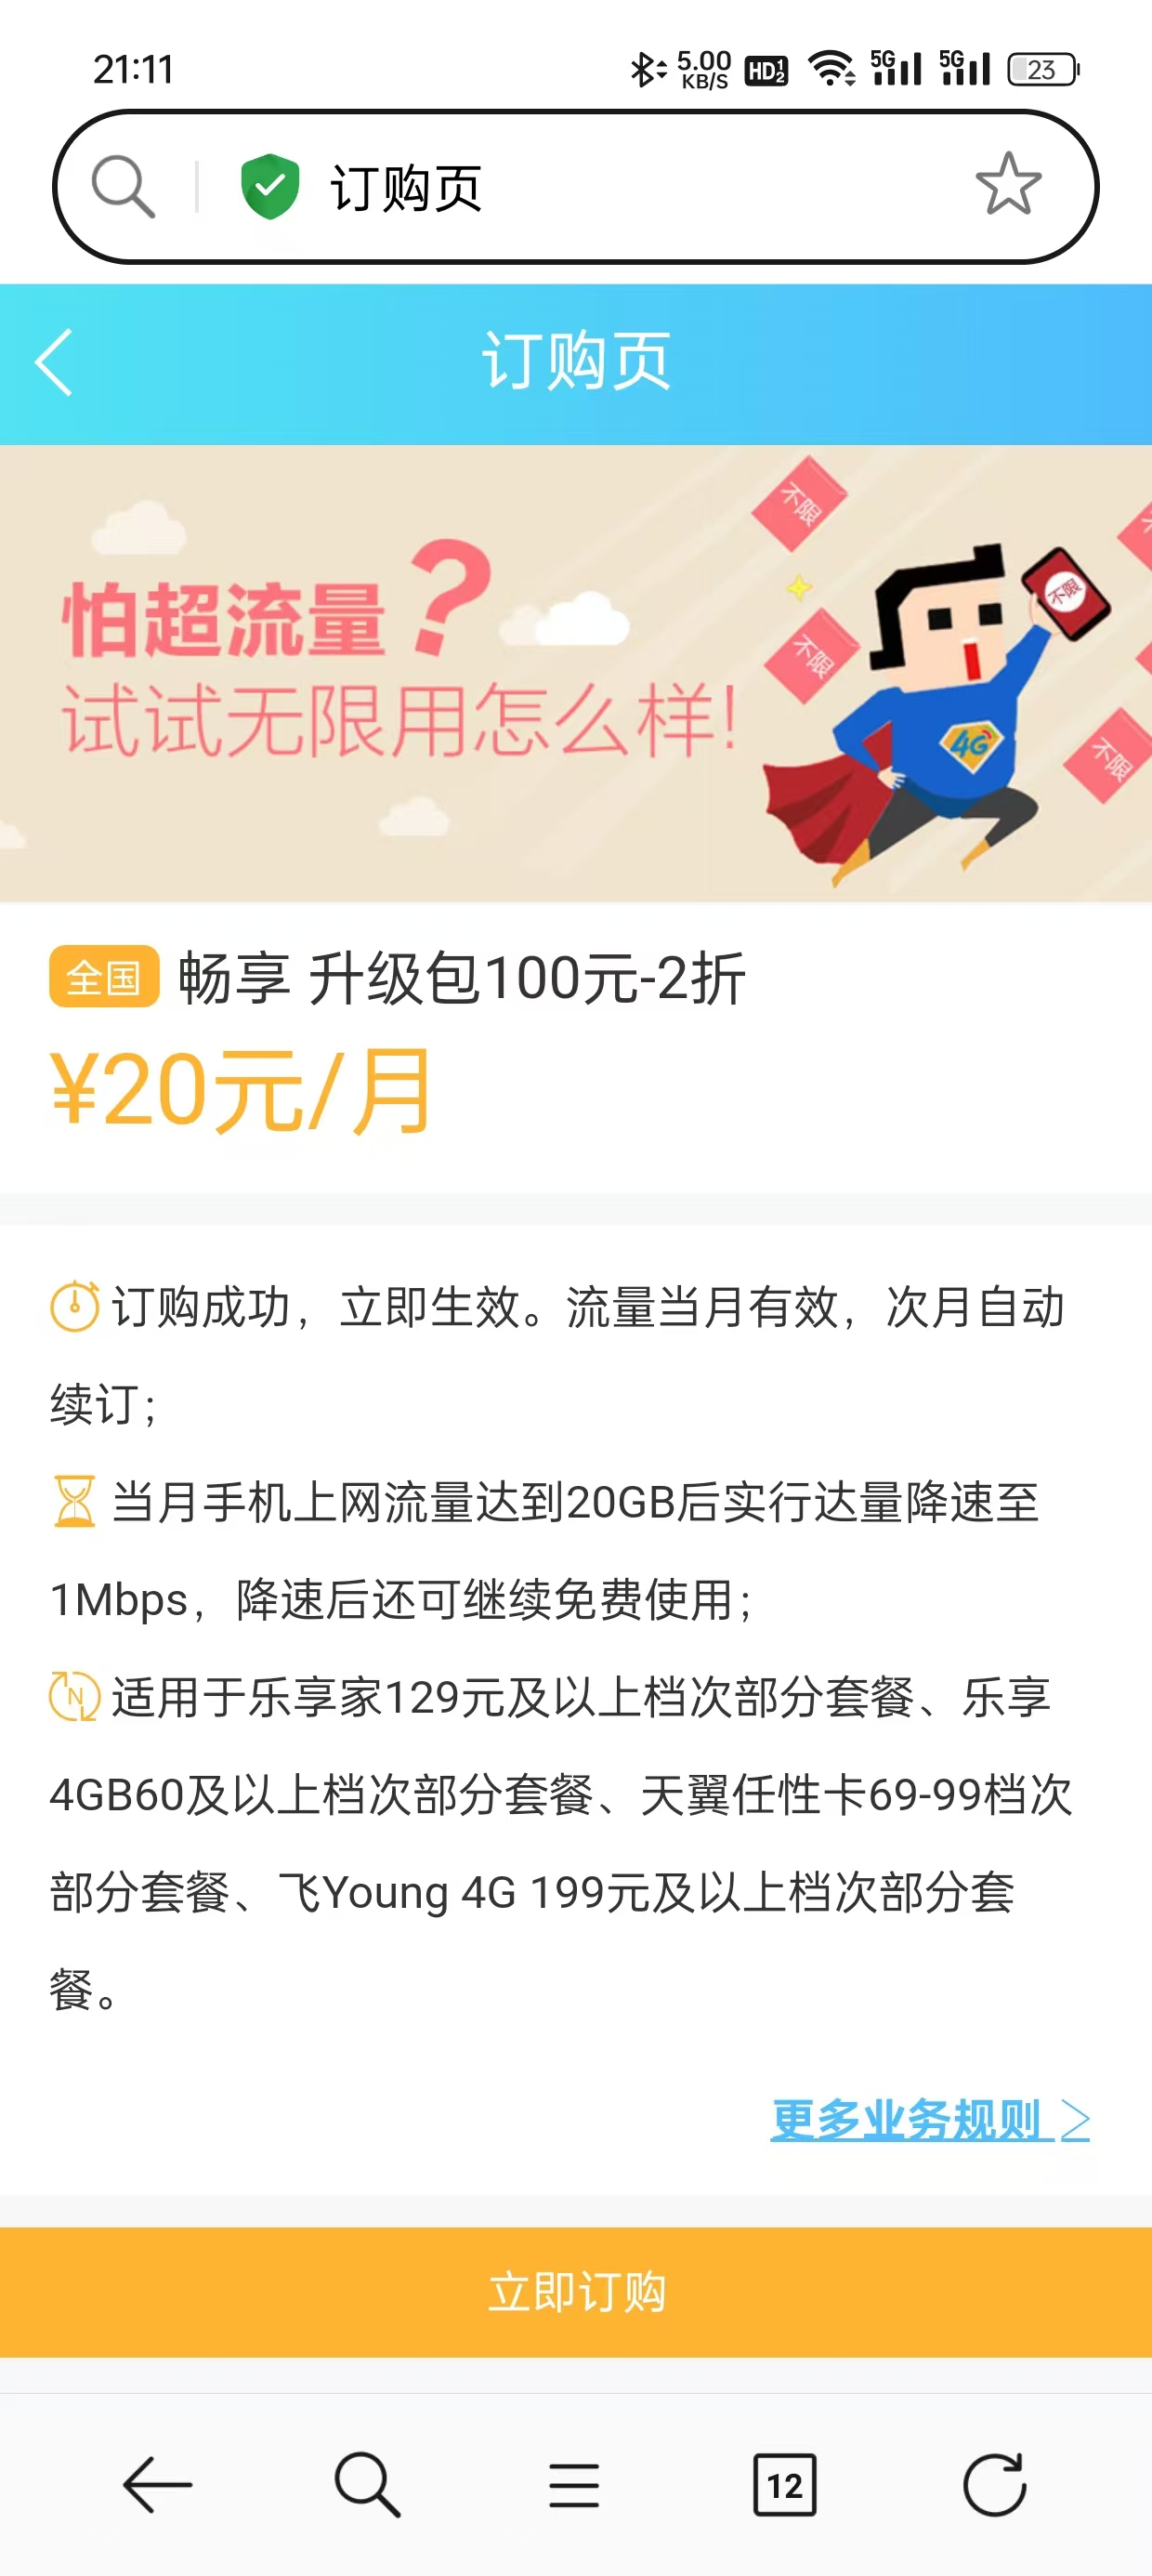 21:11
5.00
KB/S
HD 1 2
5G
5G
23
订购页
订购页
怕超流量?
试试无限用怎么样!
不限
不限
不限
不限
4G
全国 畅享 升级包100元-2折
¥20元/月
订购成功，立即生效。流量当月有效，次月自动
续订；
当月手机上网流量达到20GB后实行达量降速至
1Mbps，降速后还可继续免费使用；
N 适用于乐享家129元及以上档次部分套餐、乐享
4GB60及以上档次部分套餐、天翼任性卡69-99档次
部分套餐、飞Young 4G 199元及以上档次部分套
餐。
更多业务规则 >
立即订购
12